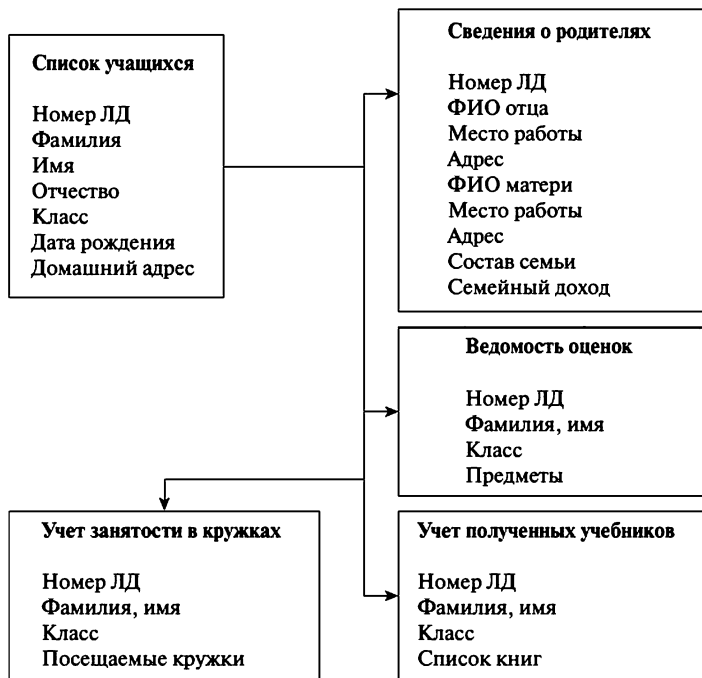 Список учащихся
Номер ЛД
Фамилия
Имя
Отчество
Класс
Дата рождения
Домашний адрес
Сведения о родителях
Номер ЛД
ФИО отца
Место работы
Адрес
ФИО матери
Место работы
Адрес
Состав семьи
Семейный доход
Ведомость оценок
Номер ЛД
Фамилия, имя
Класс
Предметы
Учет занятости в кружках
Номер ЛД
Фамилия, имя
Класс
Посещаемые кружки
Учет полученных учебников
Номер ЛД
Фамилия, имя
Класс
Список книг